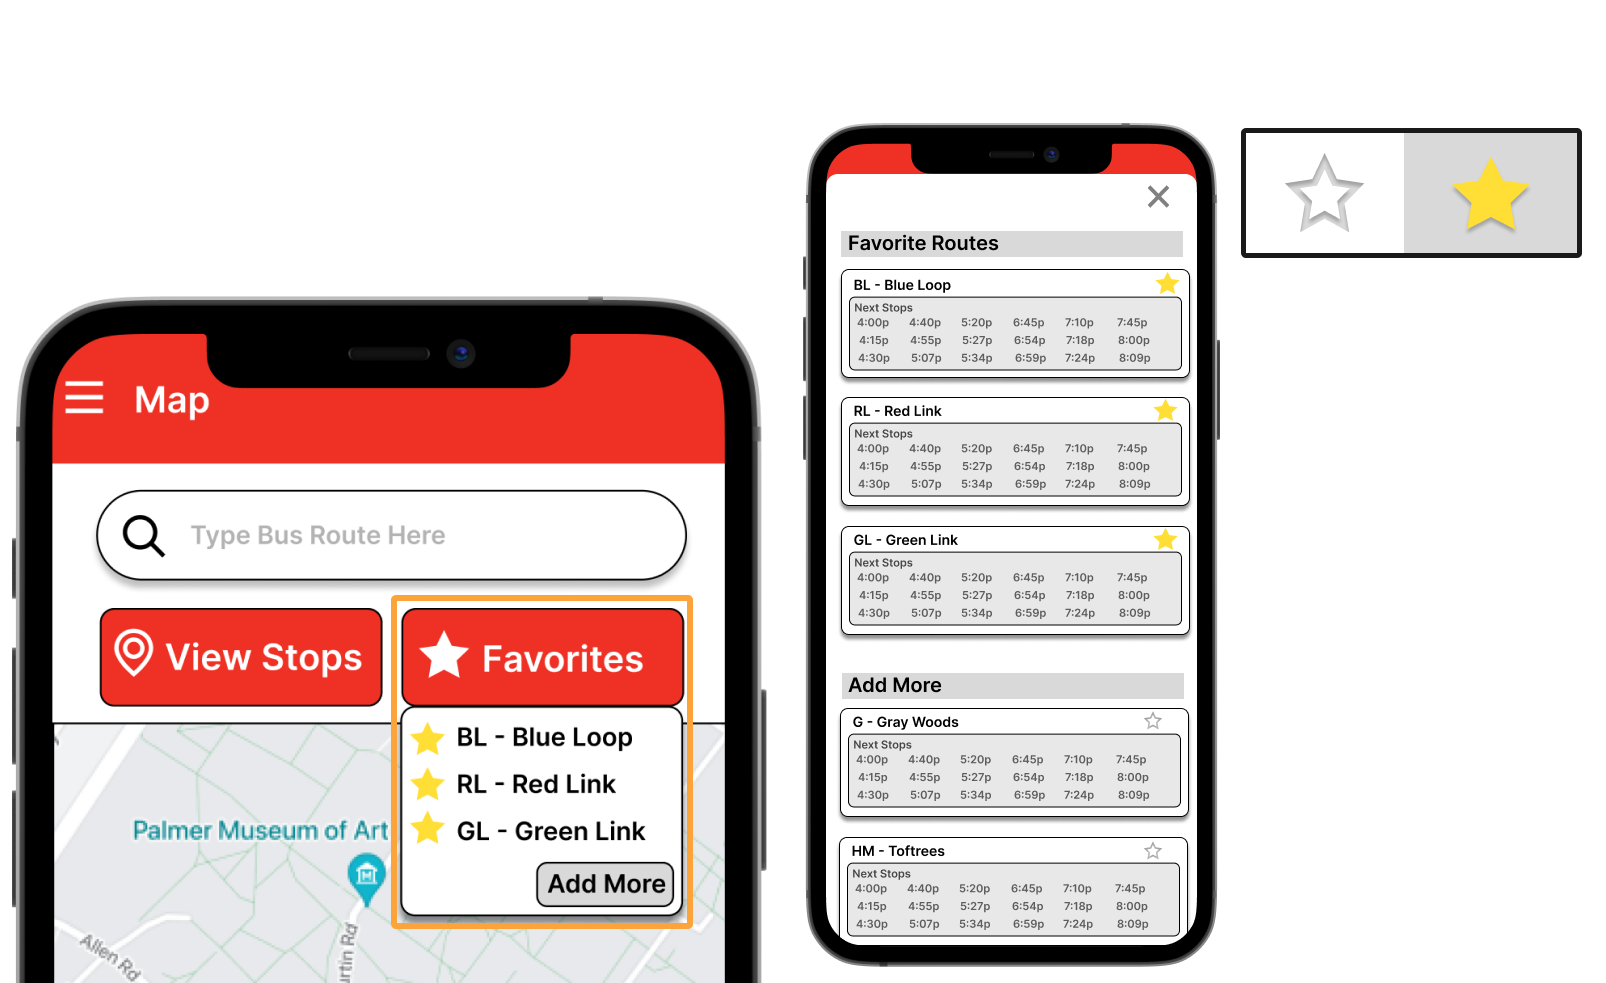 Map
Type Bus Route Here
View Stops
Favorites
BL - Blue Loop
RL - Red Link
GL - Green Link
Add More
Palmer Museum of Art
Allen Rd
urtin Rd
Favorite Routes
BL - Blue Loop
Next Stops
4:00p 4:40p 5:20p 6:45p 7:10p 7:45p
4:15p 4:55p 5:27p 6:54p 7:18p 8:00p
4:30p 5:07p 5:34p 6:59p 7:24p 8:09p
RL - Red Link
Next Stops
4:00p 4:40p 5:20p 6:45p 7:10p 7:45p
4:15p 4:55p 5:27p 6:54p 7:18p 8:00p
4:30p 5:07p 5:34p 6:59p 7:24p 8:09p
GL - Green Link
Next Stops
4:00p 4:40p 5:20p 6:45p 7:10p 7:45p
4:15p 4:55p 5:27p 6:54p 7:18p 8:00p
4:30p 5:07p 5:34p 6:59p 7:24p 8:09p
Add More
G - Gray Woods
Next Stops
4:00p 4:40p 5:20p 6:45p 7:10p 7:45p
4:15p 4:55p 5:27p 6:54p 7:18p 8:00p
4:30p 5:07p 5:34p 6:59p 7:24p 8:09p
HM - Toftrees
Next Stops
4:00p 4:40p 5:20p 6:45p 7:10p 7:45p
4:15p 4:55p 5:27p 6:54p 7:18p 8:00p
4:30p 5:07p 5:34p 6:59p 7:24p 8:09p